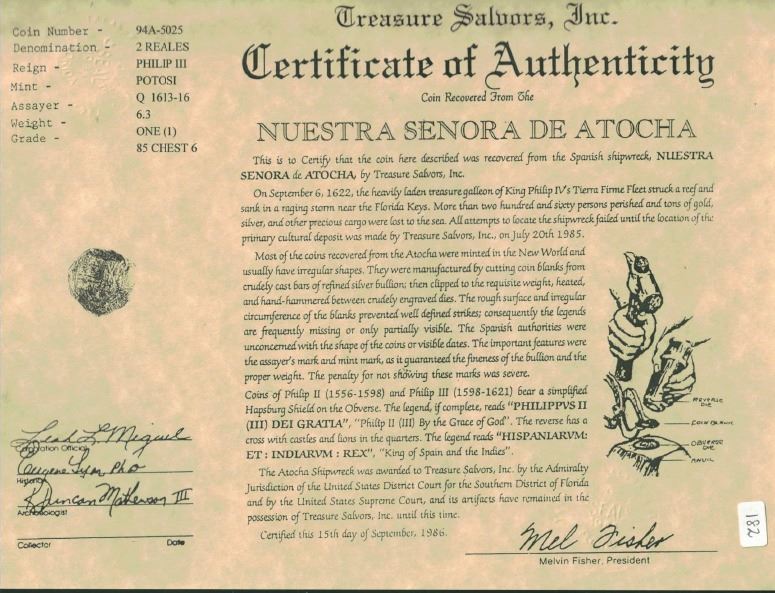 Treasure Salvors, Inc.
Certificate of Authenticity
Coin Recovered From The
NUESTRA SENORA DE ATOCHA
Coin Number - 94A-5025
Denomination - 2 REALES
Reign - PHILIP III
Mint - POTOSI
Assayer - Q 1613-16
Weight - 6.3
Grade - ONE (1)
85 CHEST 6
This is to Certify that the coin here described was recovered from the Spanish shipwreck, NUESTRA
SENORA de ATOCHA, by Treasure Salvors, Inc.
On September 6, 1622, the heavily laden treasure galleon of King Philip IV's Tierra Firme Fleet struck a reef and
sank in a raging storm near the Florida Keys. More than two hundred and sixty persons perished and tons of gold,
silver, and other precious cargo were lost to the sea. All attempts to locate the shipwreck failed until the location of the
primary cultural deposit was made by Treasure Salvors, Inc., on July 20th 1985.
Most of the coins recovered from the Atocha were minted in the New World and
usually have irregular shapes. They were manufactured by cutting coin blanks from
crudely cast bars of refined silver bullion; then clipped to the requisite weight, heated,
and hand-hammered between crudely engraved dies. The rough surface and irregular
circumference of the blanks prevented well defined strikes; consequently the legends
are frequently missing or only partially visible. The Spanish authorities were
unconcerned with the shape of the coins or visible dates. The important features were
the assayer's mark and mint mark, as it guaranteed the fineness of the bullion and the
proper weight. The penalty for not showing these marks was severe.
Coins of Philip II (1556-1598) and Philip III (1598-1621) bear a simplified
Hapsburg Shield on the Obverse. The legend, if complete, reads "PHILIPPVS II
(III) DEI GRATIA", "Philip II (III) By the Grace of God". The reverse has a
cross with castles and lions in the quarters. The legend reads "HISPANIARVM:
ET : INDIARVM : REX", "King of Spain and the Indies".
The Atocha Shipwreck was awarded to Treasure Salvors, Inc. by the Admiralty
Jurisdiction of the United States District Court for the Southern District of Florida
and by the United States Supreme Court, and its artifacts have remained in the
possession of Treasure Salvors, Inc. until this time.
Certified this 15th day of September, 1986.
REVERSE
DIE
COIN BLANK
OBVERSE
DIE
ANVIL
Leah L Miguel
Corporation Official
Eugene Lyon, PhD
Historian
R Duncan Mathewson III
Archaeologist
Collector Date
Mel Fisher
Melvin Fisher, President
182